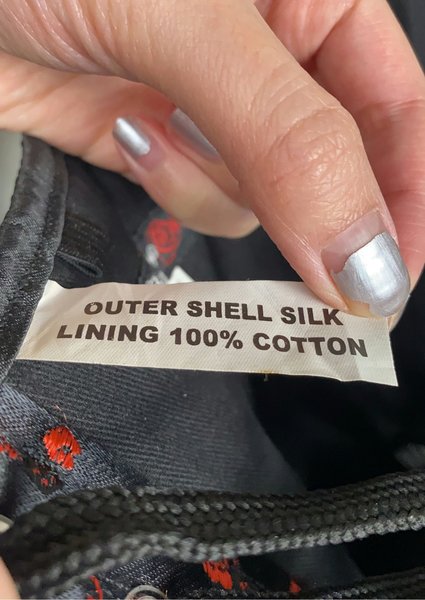 OUTER SHELL SILK
LINING 100% COTTON